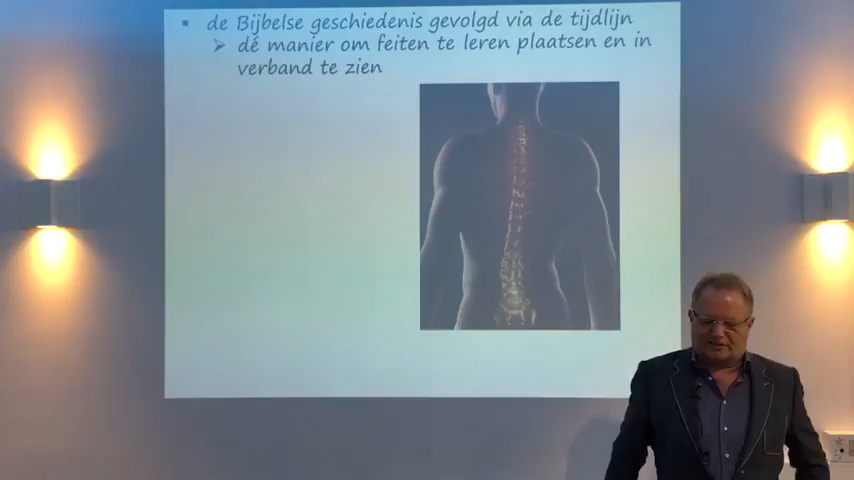 ▪ de Bijbelse geschiedenis gevolgd via de tijdlijn
➢ dé manier om feiten te leren plaatsen en in
verband te zien